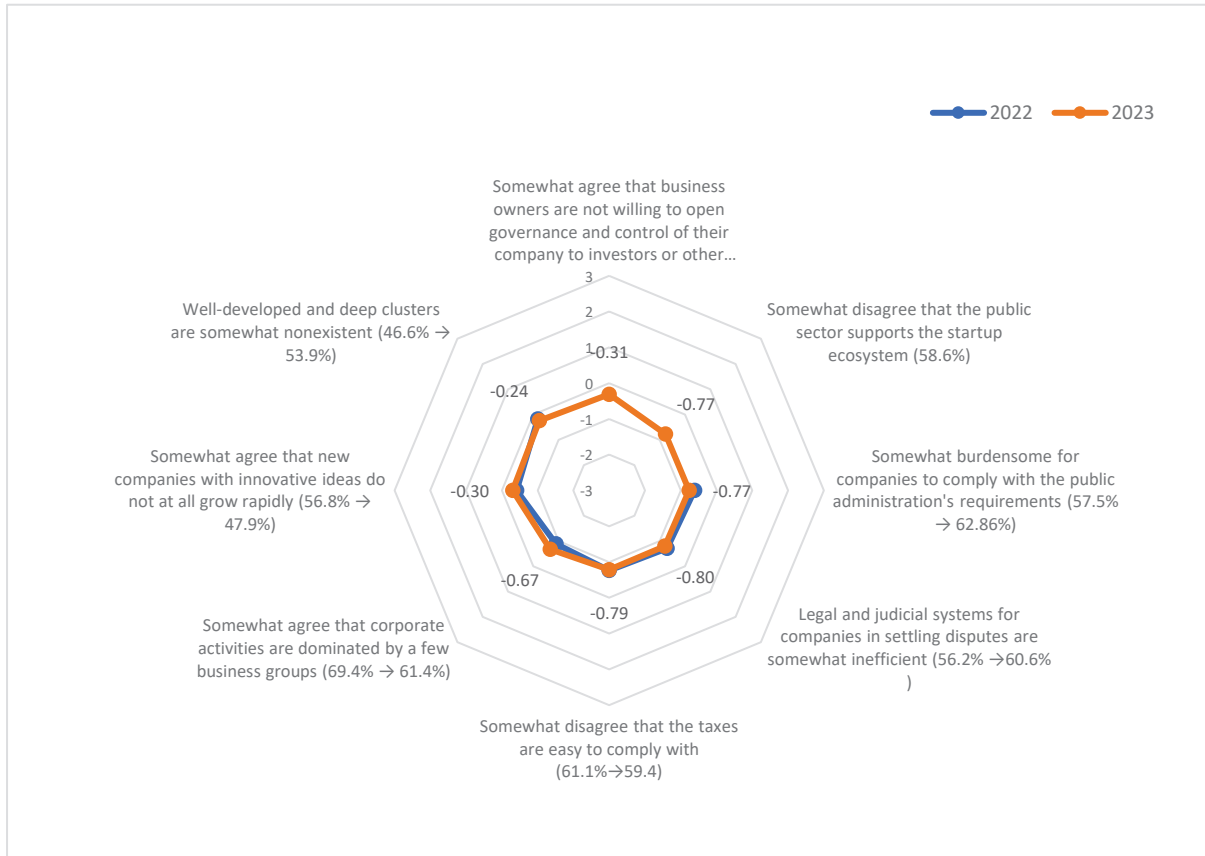 2022
2023
Somewhat agree that business
owners are not willing to open
governance and control of their
company to investors or other…
Somewhat disagree that the public
sector supports the startup
ecosystem (58.6%)
Somewhat burdensome for
companies to comply with the public
administration's requirements (57.5%
→ 62.86%)
Legal and judicial systems for
companies in settling disputes are
somewhat inefficient (56.2% →60.6%
)
Somewhat disagree that the taxes
are easy to comply with
(61.1%→59.4)
Somewhat agree that corporate
activities are dominated by a few
business groups (69.4% → 61.4%)
Somewhat agree that new
companies with innovative ideas do
not at all grow rapidly (56.8% →
47.9%)
Well-developed and deep clusters
are somewhat nonexistent (46.6% →
53.9%)
3
2
1
0
-1
-2
-3
-0.31
-0.77
-0.77
-0.80
-0.79
-0.67
-0.30
-0.24